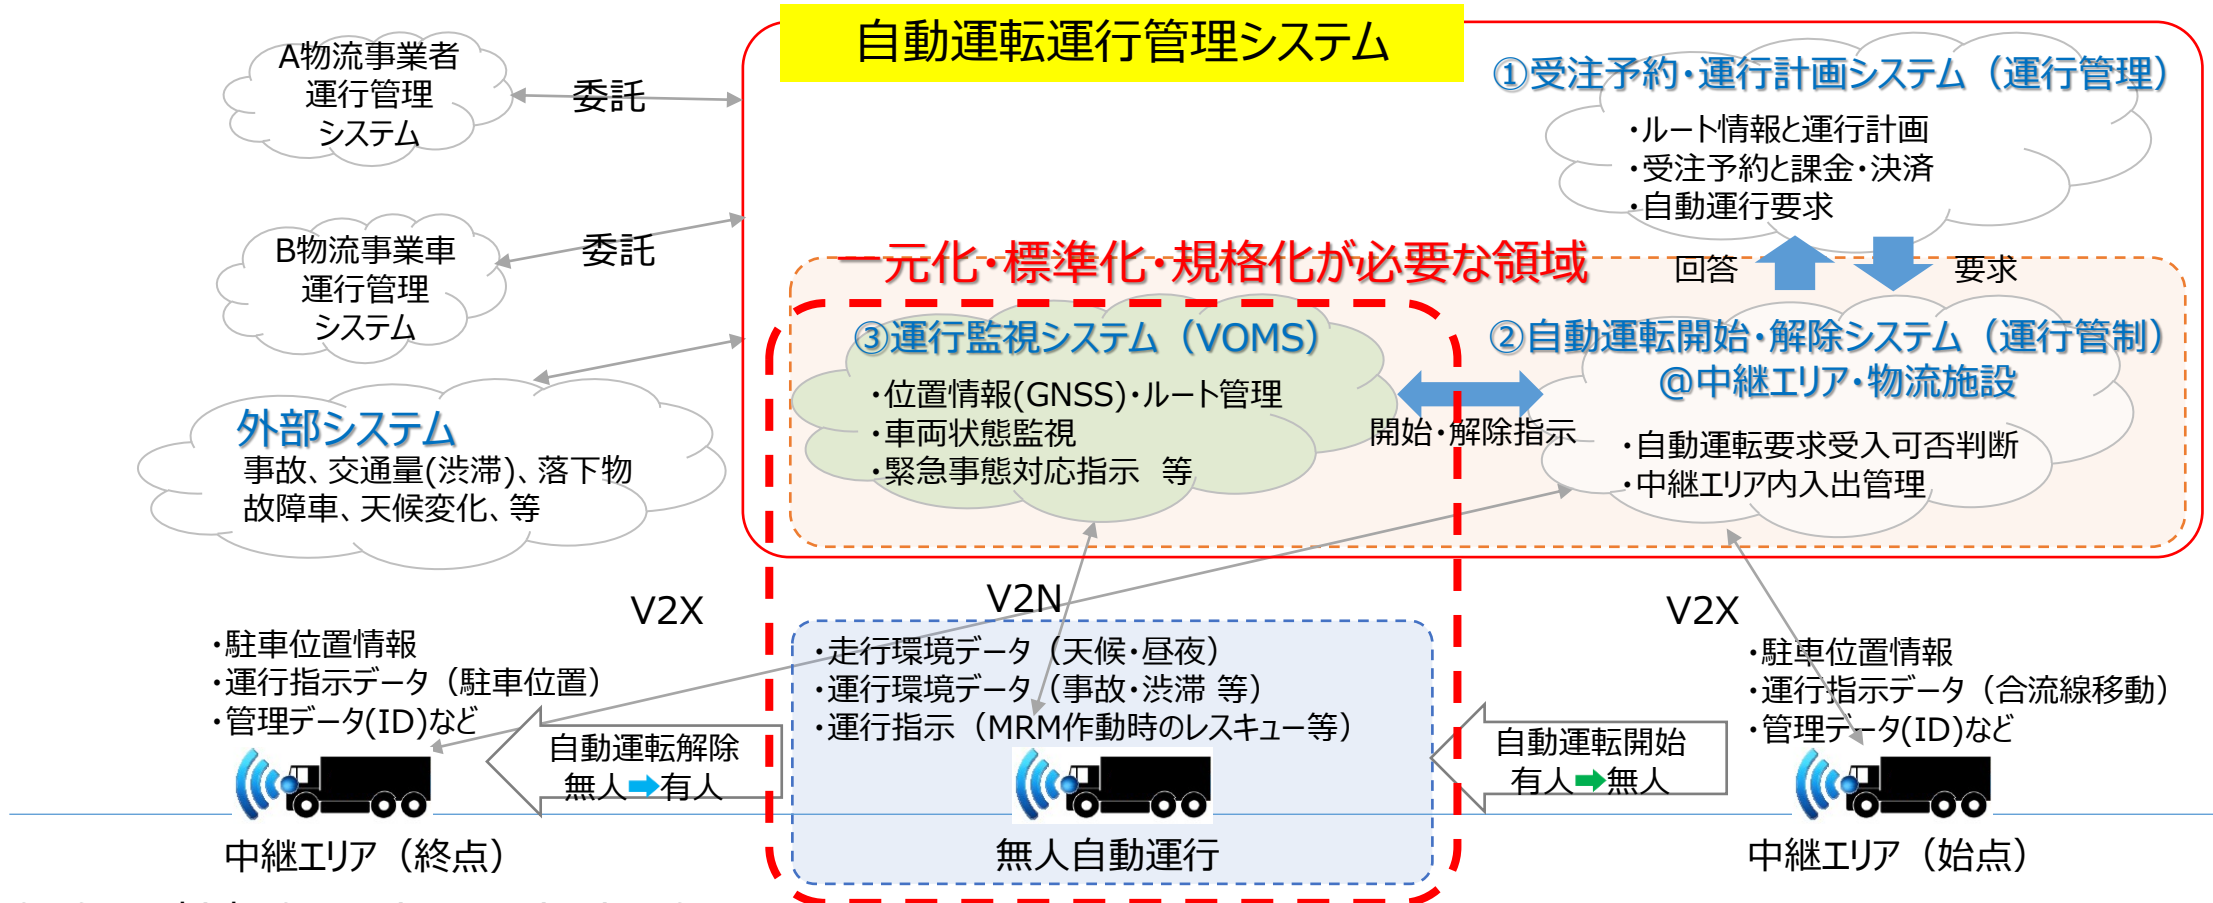 自動運転運行管理システム
A物流事業者
運行管理
システム
委託
①受注予約・運行計画システム（運行管理）
・ルート情報と運行計画
・受注予約と課金・決済
・自動運行要求
B物流事業車
運行管理
システム
委託
一元化・標準化・規格化が必要な領域
回答
要求
③運行監視システム（VOMS）
・位置情報(GNSS)・ルート管理
・車両状態監視
・緊急事態対応指示 等
開始・解除指示
②自動運転開始・解除システム（運行管制）
@中継エリア・物流施設
・自動運転要求受入可否判断
・中継エリア内入出管理
外部システム
事故、交通量(渋滞)、落下物
故障車、天候変化、等
V2X
V2N
V2X
・駐車位置情報
・運行指示データ（駐車位置）
・管理データ(ID)など
・走行環境データ（天候・昼夜）
・運行環境データ（事故・渋滞 等）
・運行指示（MRM作動時のレスキュー等）
・駐車位置情報
・運行指示データ（合流線移動）
・管理データ(ID)など
自動運転解除
無人➡有人
自動運転開始
有人➡無人
中継エリア（終点）
無人自動運行
中継エリア（始点）